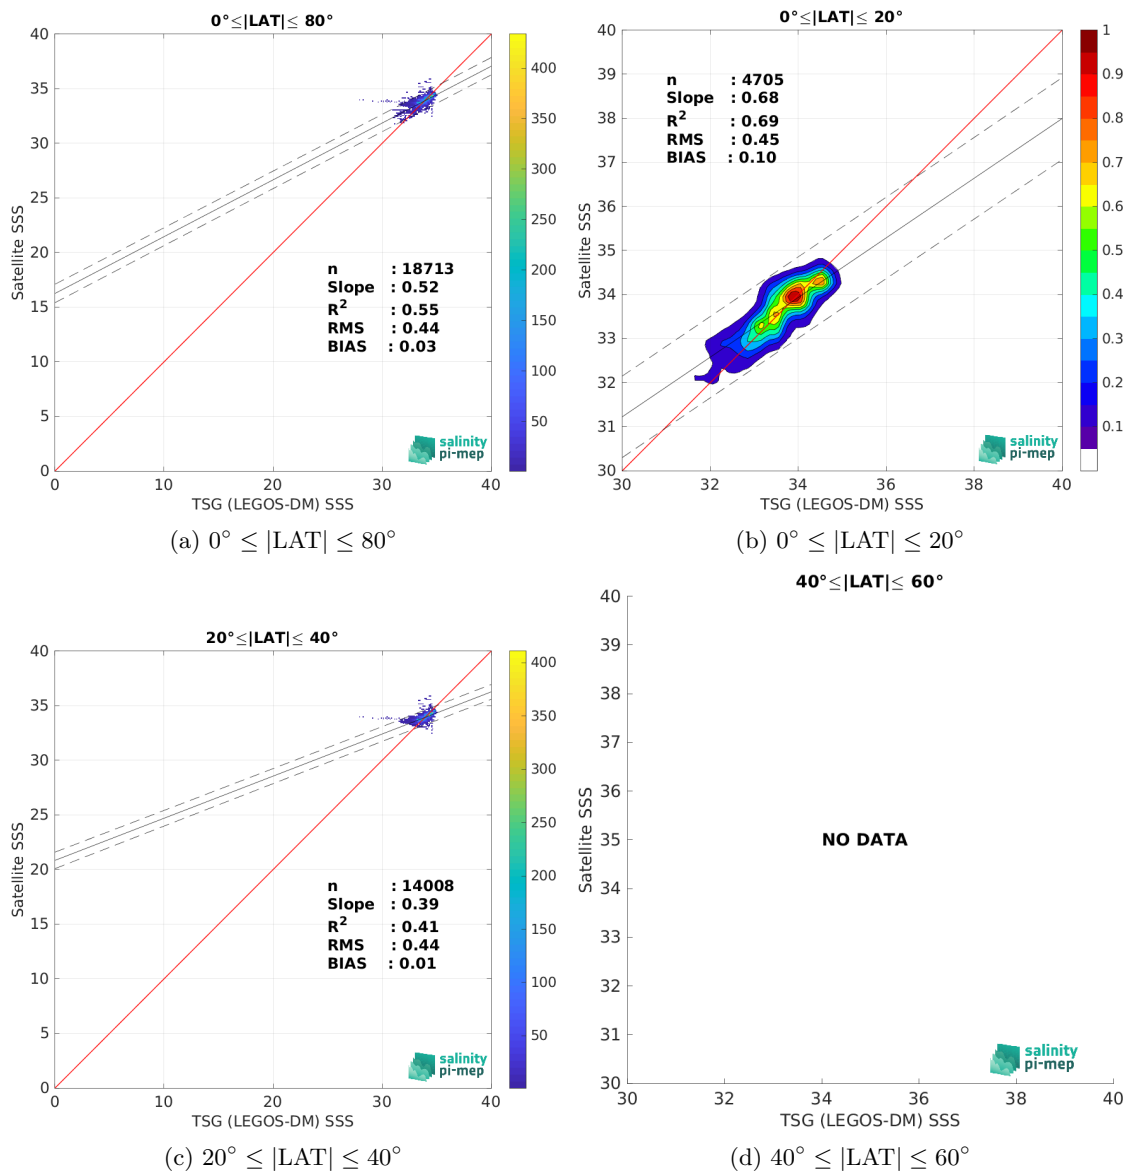 0°≤|LAT|≤ 80°
40
35
30
25
20
15
10
5
0
0
10
20
30
40
Satellite SSS
TSG (LEGOS-DM) SSS
n : 18713
Slope : 0.52
R² : 0.55
RMS : 0.44
BIAS : 0.03
400
350
300
250
200
150
100
50
salinity
pi-mep
(a) 0° ≤ |LAT| ≤ 80°
0°≤|LAT|≤ 20°
40
39
38
37
36
35
34
33
32
31
30
30
32
34
36
38
40
Satellite SSS
TSG (LEGOS-DM) SSS
n : 4705
Slope : 0.68
R² : 0.69
RMS : 0.45
BIAS : 0.10
1
0.9
0.8
0.7
0.6
0.5
0.4
0.3
0.2
0.1
salinity
pi-mep
(b) 0° ≤ |LAT| ≤ 20°
20°≤|LAT|≤ 40°
40
35
30
25
20
15
10
5
0
0
10
20
30
40
Satellite SSS
TSG (LEGOS-DM) SSS
n : 14008
Slope : 0.39
R² : 0.41
RMS : 0.44
BIAS : 0.01
400
350
300
250
200
150
100
50
salinity
pi-mep
(c) 20° ≤ |LAT| ≤ 40°
40°≤|LAT|≤ 60°
40
39
38
37
36
35
34
33
32
31
30
30
32
34
36
38
40
Satellite SSS
TSG (LEGOS-DM) SSS
NO DATA
salinity
pi-mep
(d) 40° ≤ |LAT| ≤ 60°